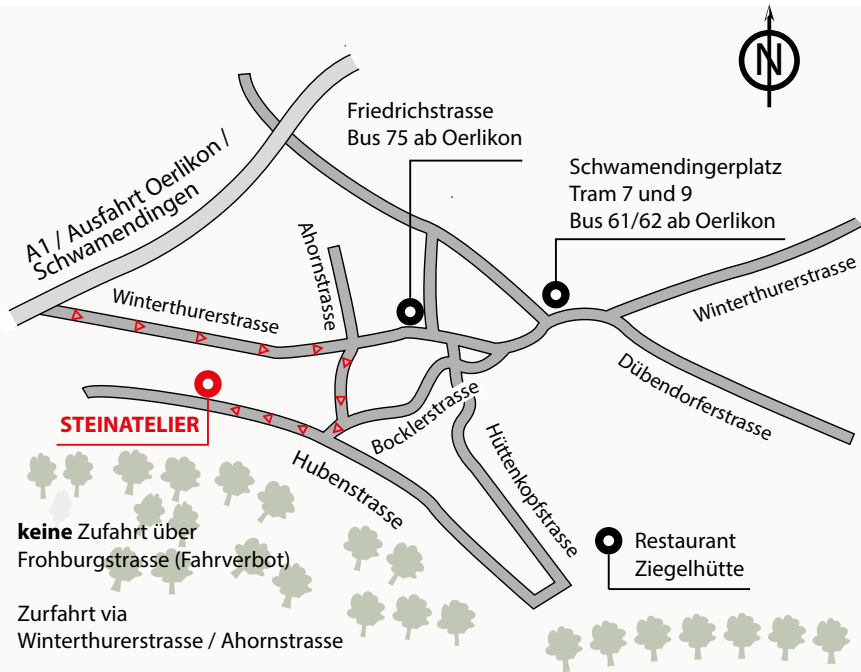 N
Friedrichstrasse
Bus 75 ab Oerlikon
Schwamendingerplatz
Tram 7 und 9
Bus 61/62 ab Oerlikon
A1 / Ausfahrt Oerlikon /
Schwamendingen
Ahornstrasse
Winterthurerstrasse
Winterthurerstrasse
Dübendorferstrasse
STEINATELIER
Bocklerstrasse
Hubenstrasse
Hüttenkopfstrasse
keine Zufahrt über
Frohburgstrasse (Fahrverbot)
Restaurant
Ziegelhütte
Zurfahrt via
Winterthurerstrasse / Ahornstrasse